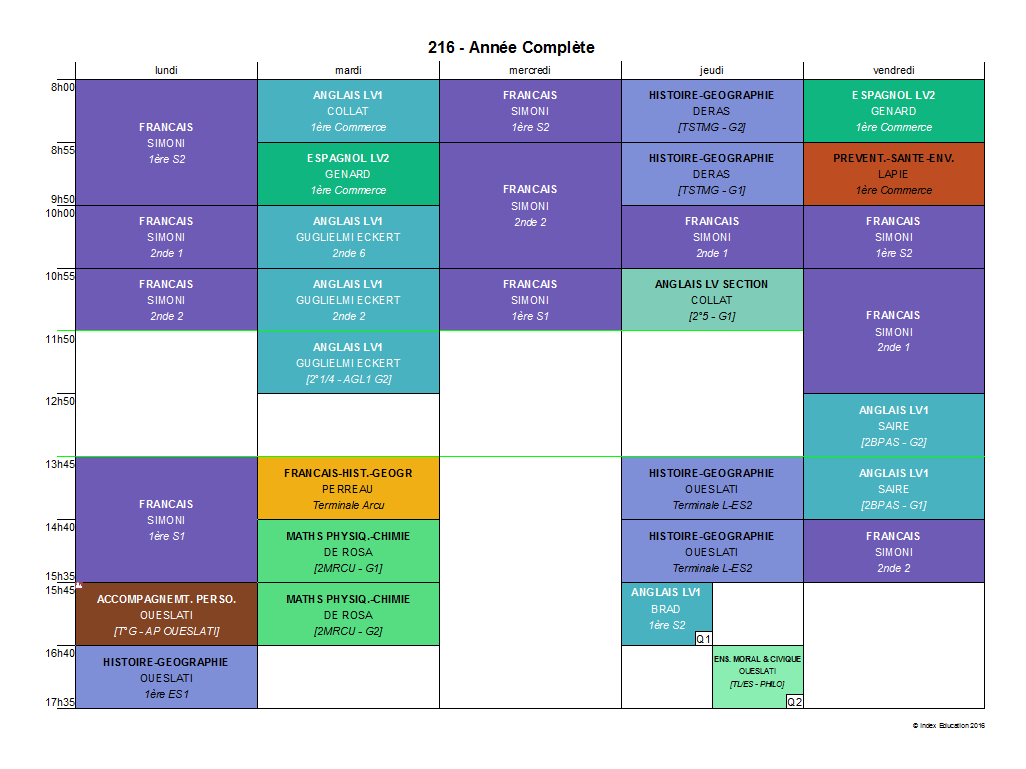 216 - Année Complète
lundi
mardi
mercredi
jeudi
vendredi
8h00
8h55
9h50
10h00
10h55
11h50
12h50
13h45
14h40
15h35
15h45
16h40
17h35
FRANCAIS
SIMONI
1ère S2
FRANCAIS
SIMONI
2nde 1
FRANCAIS
SIMONI
2nde 2
FRANCAIS
SIMONI
1ère S1
ACCOMPAGNEMT. PERSO.
OUESLATI
[T°G - AP OUESLATI]
HISTOIRE-GEOGRAPHIE
OUESLATI
1ère ES1
ANGLAIS LV1
COLLAT
1ère Commerce
ESPAGNOL LV2
GENARD
1ère Commerce
ANGLAIS LV1
GUGLIELMI ECKERT
2nde 6
ANGLAIS LV1
GUGLIELMI ECKERT
2nde 2
ANGLAIS LV1
GUGLIELMI ECKERT
[2°1/4 - AGL1 G2]
FRANCAIS-HIST.-GEOGR
PERREAU
Terminale Arcu
MATHS PHYSIQ.-CHIMIE
DE ROSA
[2MRCU - G1]
MATHS PHYSIQ.-CHIMIE
DE ROSA
[2MRCU - G2]
FRANCAIS
SIMONI
1ère S2
FRANCAIS
SIMONI
2nde 2
FRANCAIS
SIMONI
1ère S1
HISTOIRE-GEOGRAPHIE
DERAS
[TSTMG - G2]
HISTOIRE-GEOGRAPHIE
DERAS
[TSTMG - G1]
FRANCAIS
SIMONI
2nde 1
ANGLAIS LV SECTION
COLLAT
[2°5 - G1]
HISTOIRE-GEOGRAPHIE
OUESLATI
Terminale L-ES2
HISTOIRE-GEOGRAPHIE
OUESLATI
Terminale L-ES2
ANGLAIS LV1
BRAD
1ère S2
Q1
ENS. MORAL & CIVIQUE
OUESLATI
[TL/ES - PHILO]
Q2
ESPAGNOL LV2
GENARD
1ère Commerce
PREVENT.-SANTE-ENV.
LAPIE
1ère Commerce
FRANCAIS
SIMONI
1ère S2
FRANCAIS
SIMONI
2nde 1
ANGLAIS LV1
SAIRE
[2BPAS - G2]
ANGLAIS LV1
SAIRE
[2BPAS - G1]
FRANCAIS
SIMONI
2nde 2
© Index Education 2016